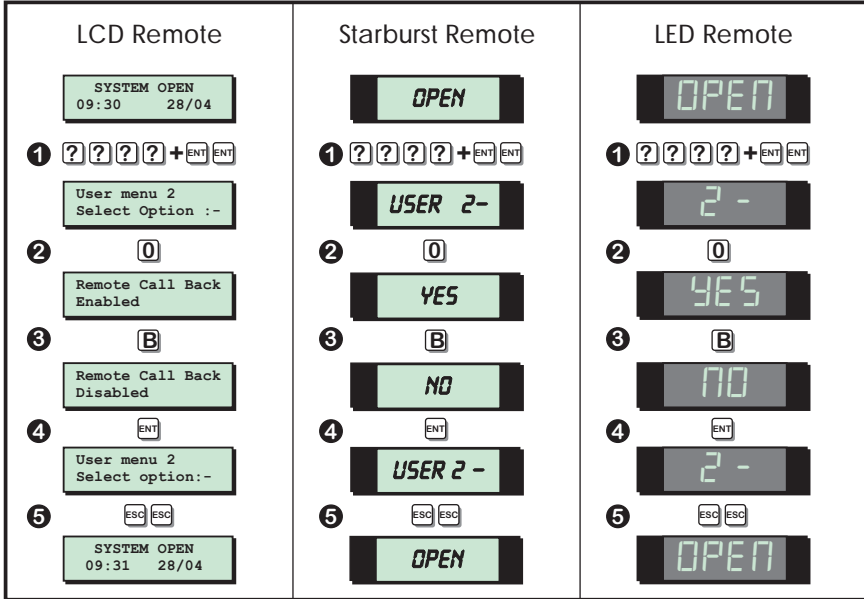 LCD Remote
SYSTEM OPEN
09:30 28/04
1 ? ? ? ? + ENT ENT
User menu 2
Select Option :-
2 0
Remote Call Back
Enabled
3 B
Remote Call Back
Disabled
4 ENT
User menu 2
Select option:-
5 ESC ESC
SYSTEM OPEN
09:31 28/04
Starburst Remote
OPEN
1 ? ? ? ? + ENT ENT
USER 2-
2 0
YES
3 B
NO
4 ENT
USER 2 -
5 ESC ESC
OPEN
LED Remote
OPEN
1 ? ? ? ? + ENT ENT
2 -
2 0
YES
3 B
NO
4 ENT
2 -
5 ESC ESC
OPEN